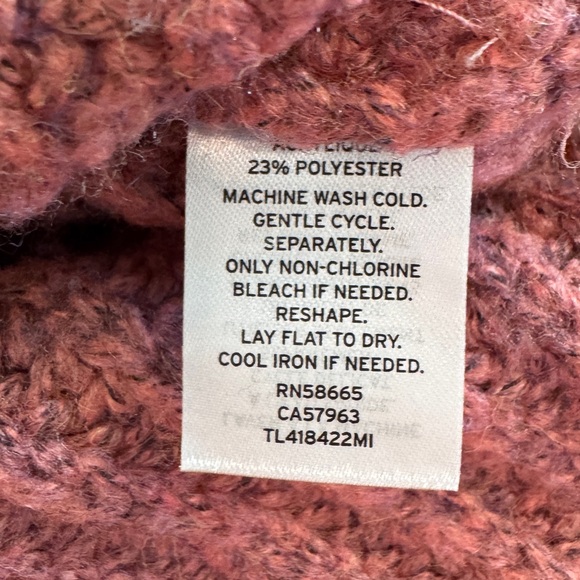 ACRYLIQUE
23% POLYESTER
MACHINE WASH COLD.
GENTLE CYCLE.
SEPARATELY.
ONLY NON-CHLORINE
BLEACH IF NEEDED.
RESHAPE.
LAY FLAT TO DRY.
COOL IRON IF NEEDED.
RN58665
CA57963
TL418422MI